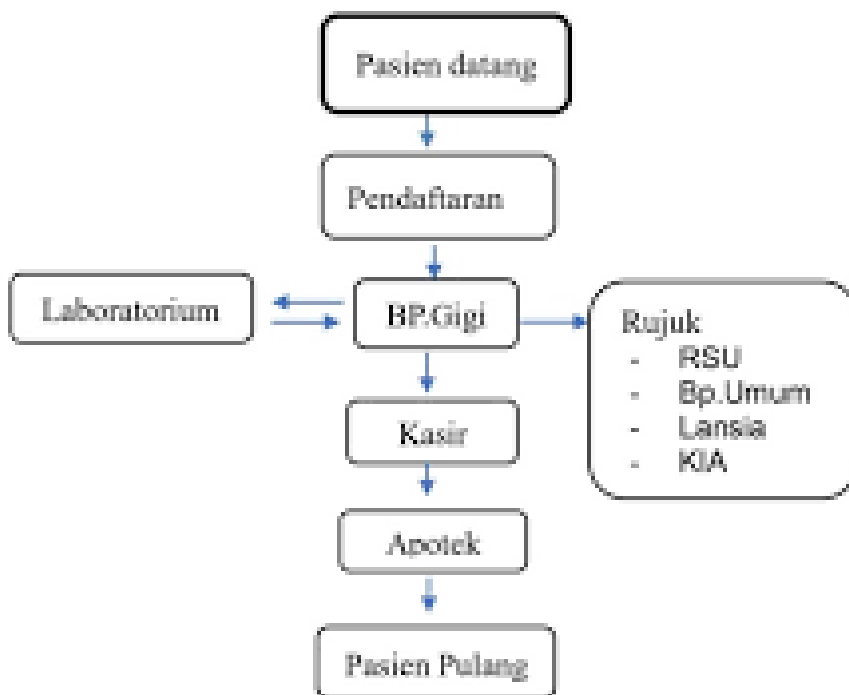 Pasien datang
Pendaftaran
Laboratorium
BP.Gigi
Rujuk
- RSU
- Bp.Umum
- Lansia
- KIA
Kasir
Apotek
Pasien Pulang